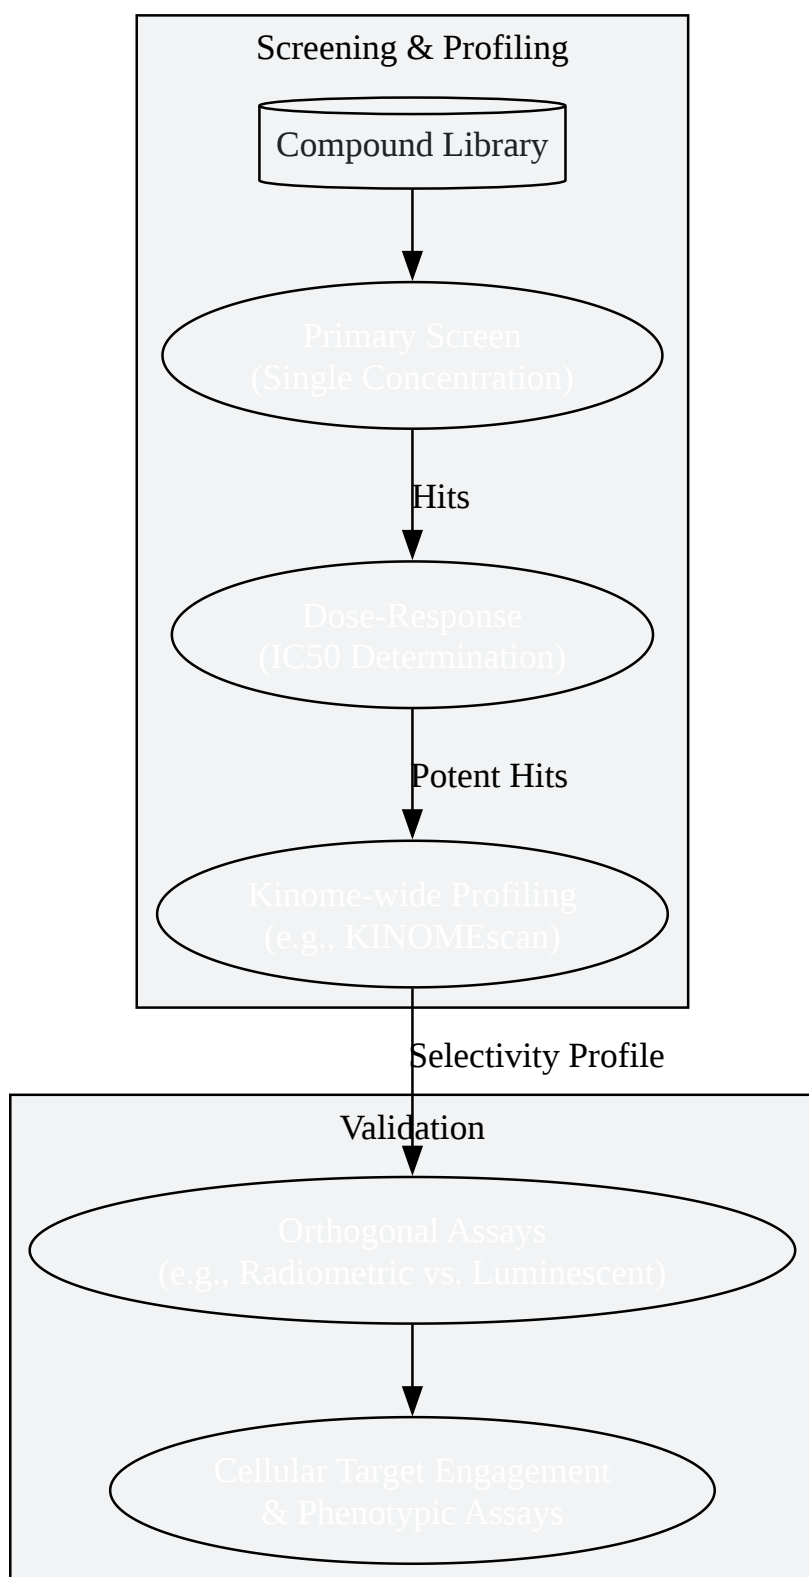 Screening & Profiling
Compound Library
Primary Screen
(Single Concentration)
Hits
Dose-Response
(IC50 Determination)
Potent Hits
Kinome-wide Profiling
(e.g., KINOMEscan)
Selectivity Profile
Validation
Orthogonal Assays
(e.g., Radiometric vs. Luminescent)
Cellular Target Engagement
& Phenotypic Assays